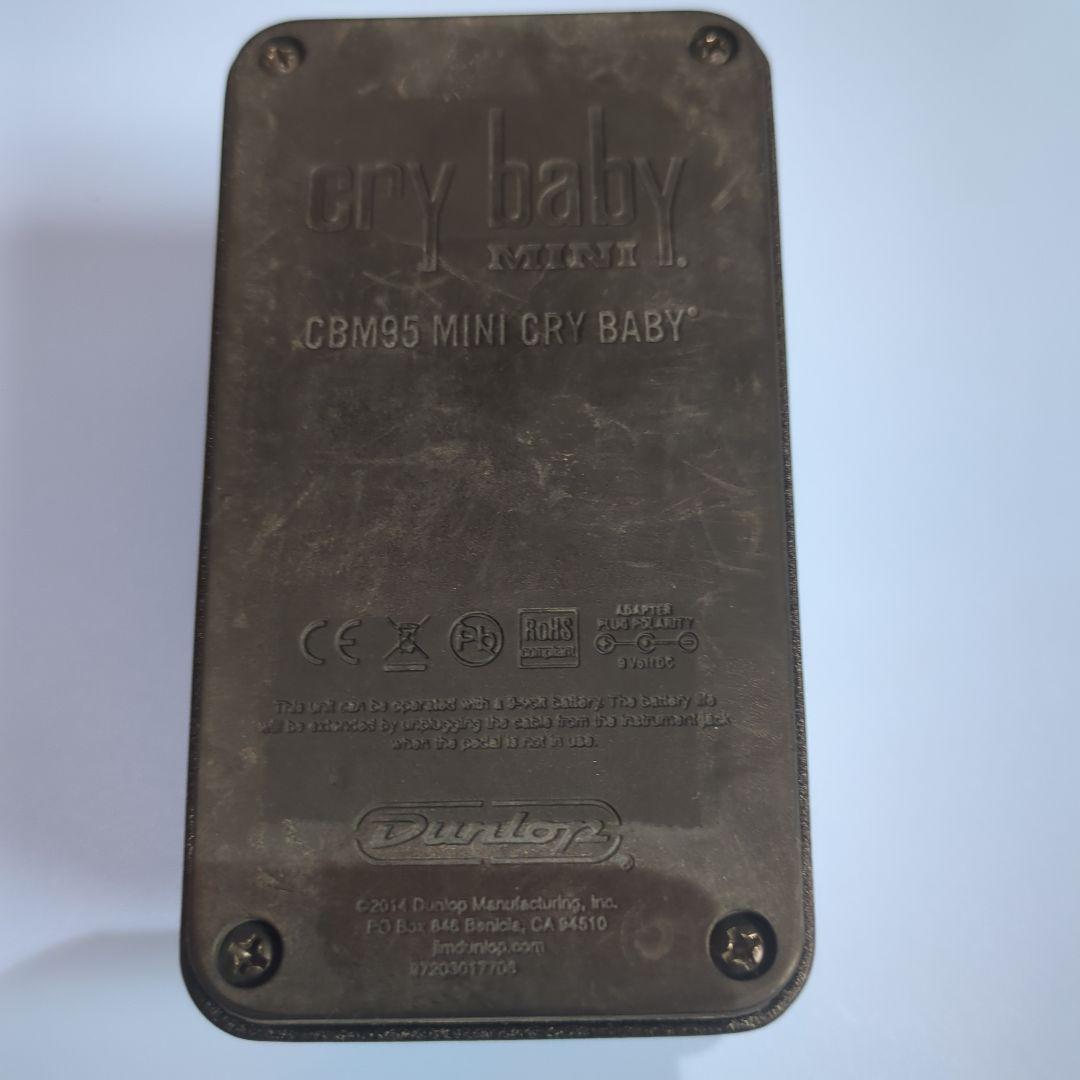 cry baby
MINI
CBM95 MINI CRY BABY®
CE
Pb
RoHS
compliant
ADAPTER
PLUG POLARITY
9 Volt DC
This unit can be operated with a 9-volt battery. The battery life
will be extended by unplugging the cable from the instrument jack
when the pedal is not in use.
Dunlop®
©2014 Dunlop Manufacturing, Inc.
PO Box 846 Benicia, CA 94510
jimdunlop.com